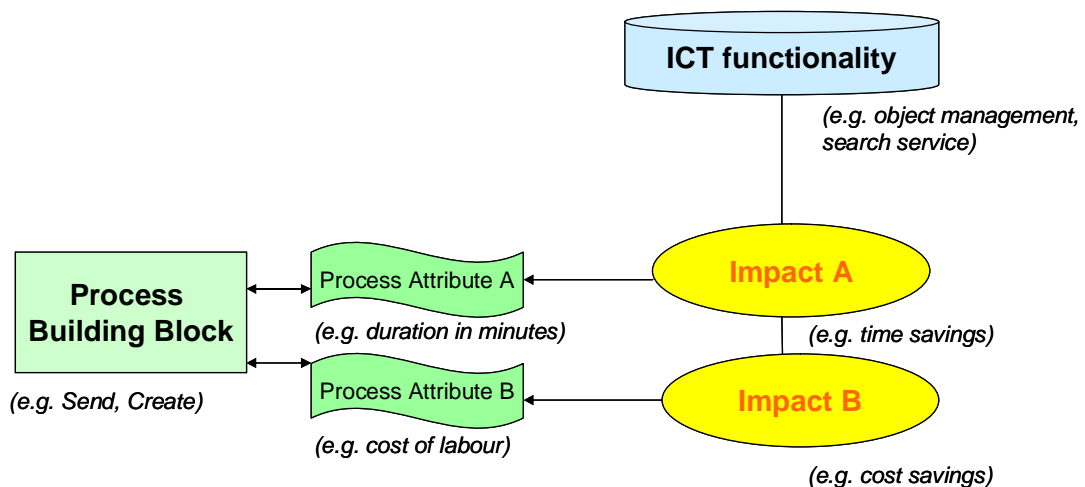 ICT functionality
(e.g. object management,
search service)
Process
Building Block
(e.g. Send, Create)
Process Attribute A
(e.g. duration in minutes)
Impact A
(e.g. time savings)
Process Attribute B
(e.g. cost of labour)
Impact B
(e.g. cost savings)